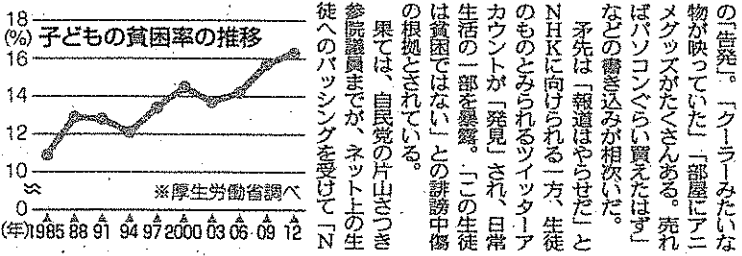 の「告発」。「クーラーみたいな
物が映っていた」「部屋にアニ
メグッズがたくさんある。売れ
ばパソコンぐらい買えたはず」
などの書き込みが相次いだ。
矛先は「報道はやらせだ」と
NHKに向けられる一方、生徒
のものとみられるツイッターア
カウントが「発見」され、日常
生活の一部を暴露。「この生徒
は貧困ではない」との誹謗中傷
の根拠とされている。
果ては、自民党の片山さつき
参院議員までが、ネット上の生
徒へのバッシングを受けて「N
18
(%) 子どもの貧困率の推移
16
14
12
10
0
※厚生労働省調べ
(年)1985 88 91 94 97 2000 03 06 09 12